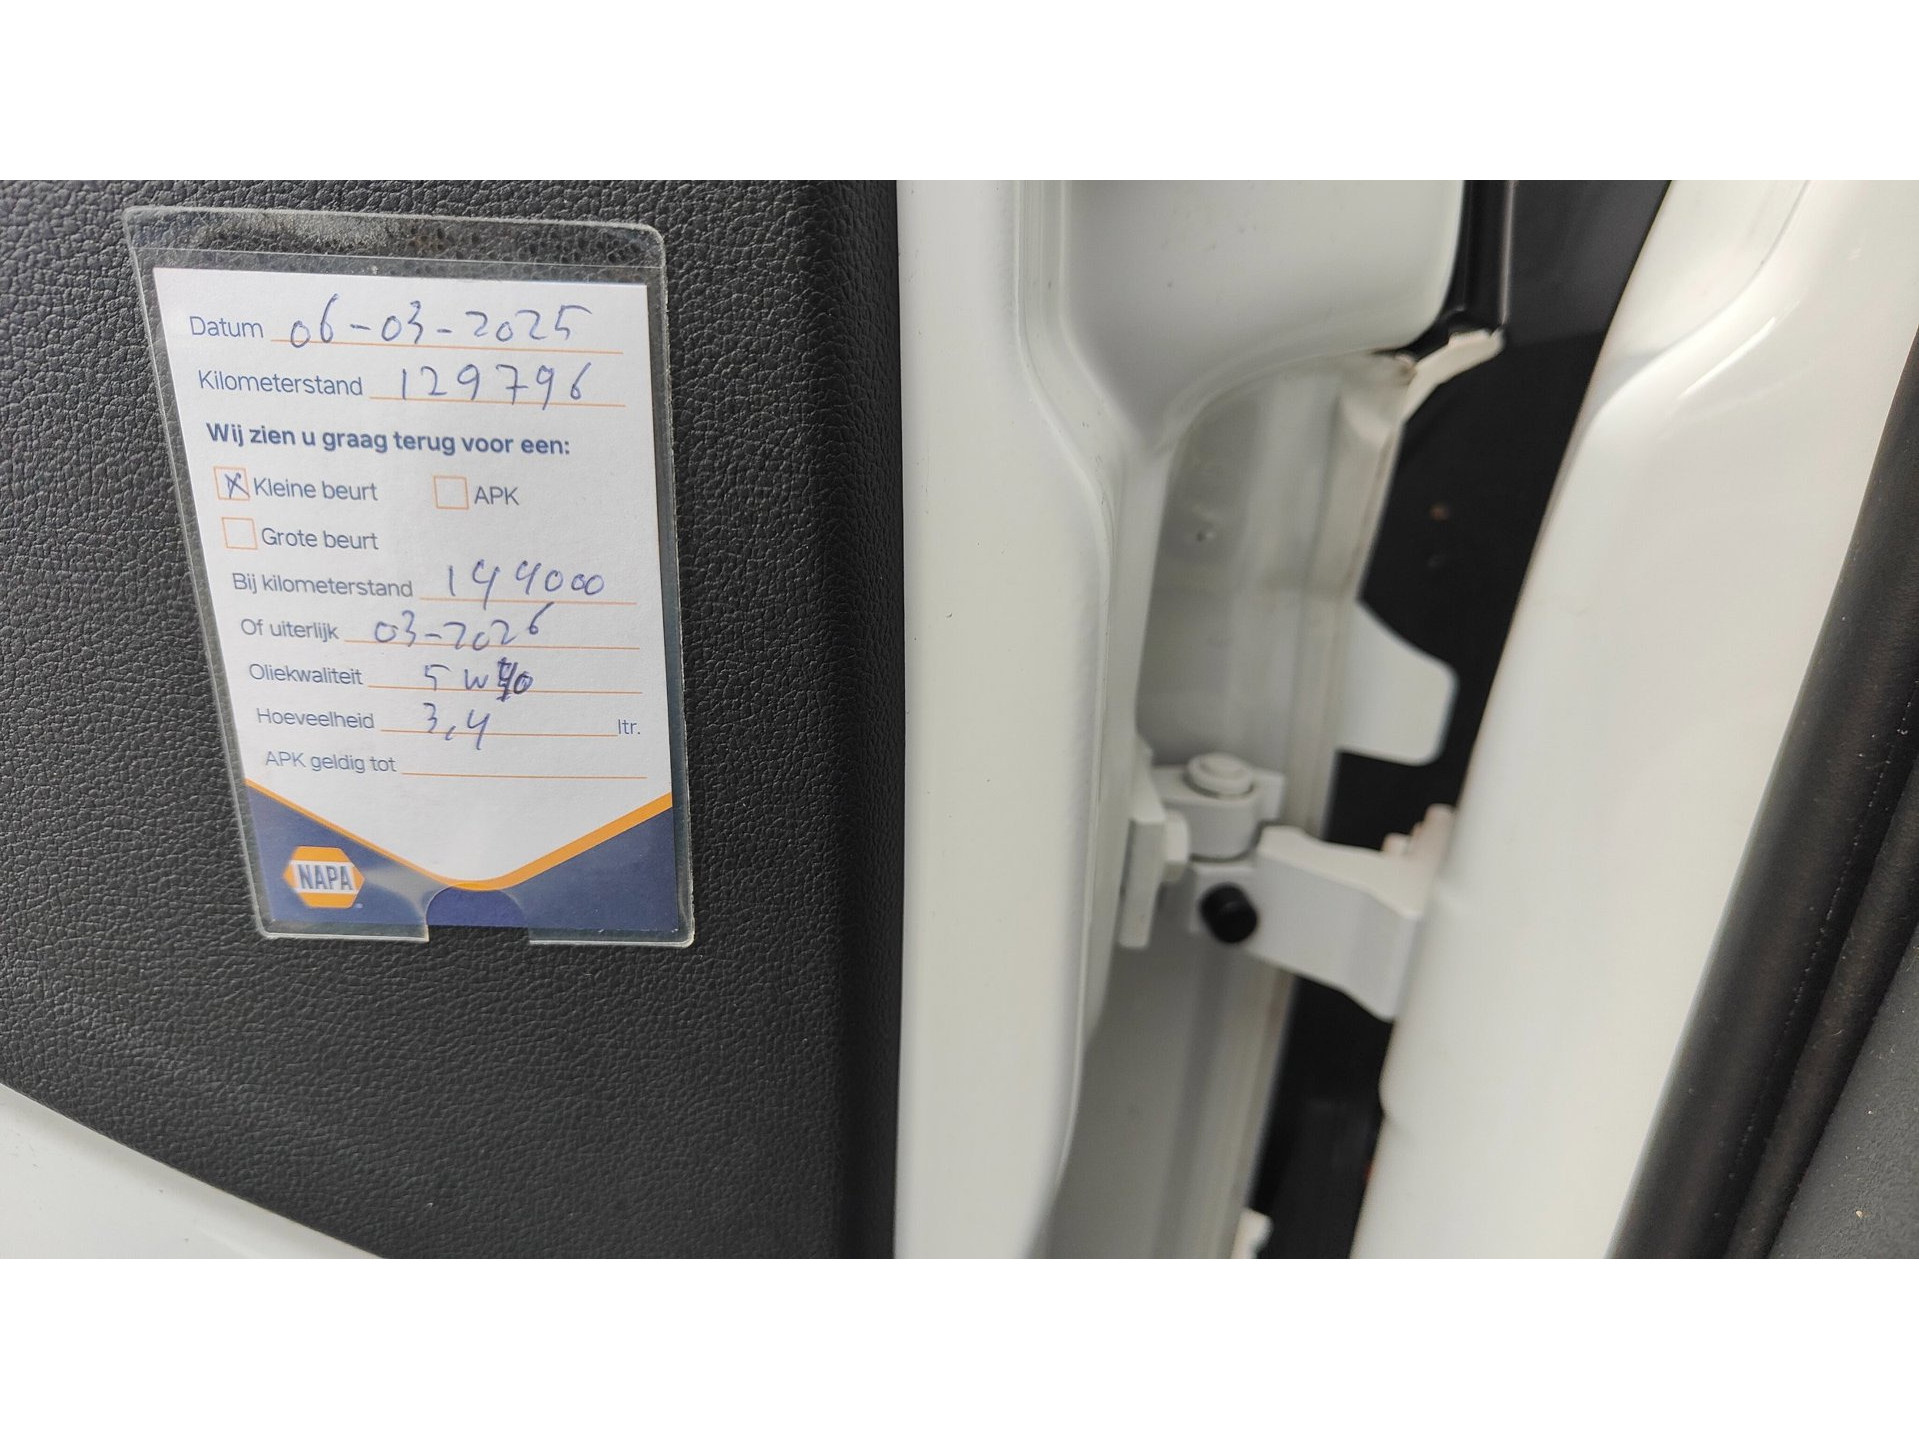 Datum 06-03-2025
Kilometerstand 129796
Wij zien u graag terug voor een:
Kleine beurt APK
Grote beurt
Bij kilometerstand 144000
Of uiterlijk 03-2026
Oliekwaliteit 5w40
Hoeveelheid 3,4 ltr.
APK geldig tot
NAPA